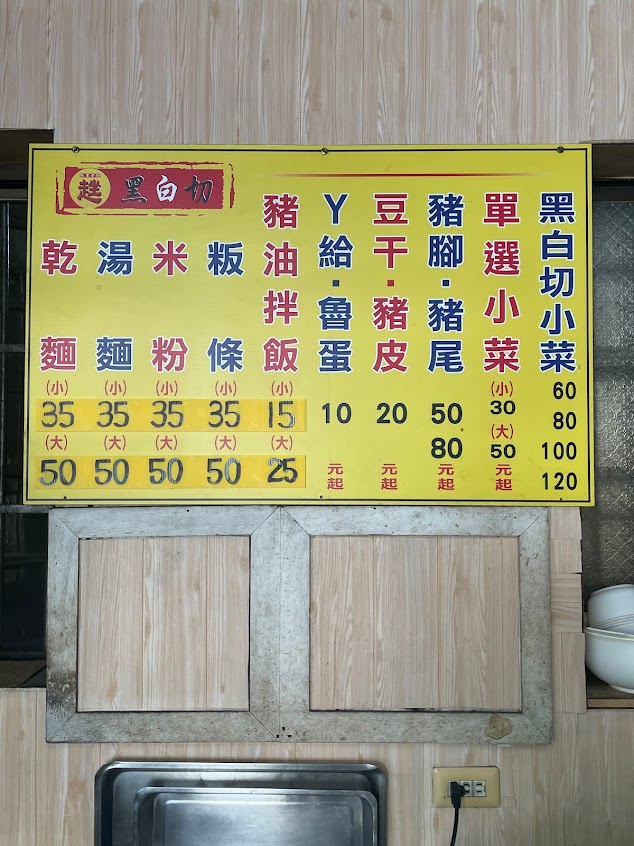 趖 黑白切
黑白切小菜 60 80 100 120
單選小菜 (小) 30 (大) 50 元起
豬腳·豬尾 50 80 元起
豆干·豬皮 20 元起
ㄚ給·魯蛋 10 元起
豬油拌飯 (小) 15 (大) 25
粄條 (小) 35 (大) 50
米粉 (小) 35 (大) 50
湯麵 (小) 35 (大) 50
乾麵 (小) 35 (大) 50